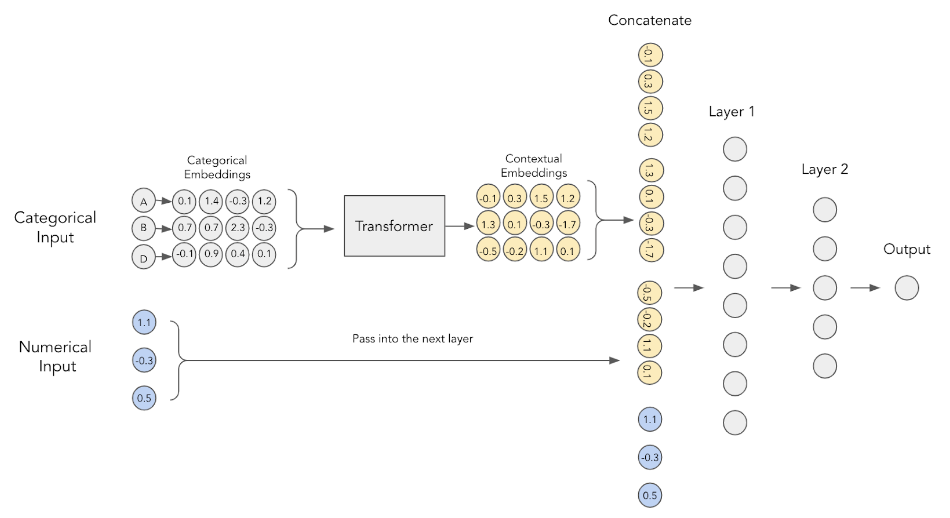 Concatenate
-0.1
0.3
1.5
1.2
1.3
0.1
-0.3
-1.7
-0.5
-0.2
1.1
0.1
1.1
-0.3
0.5
Layer 1
Layer 2
Output
Categorical
Embeddings
Contextual
Embeddings
Categorical
Input
A 0.1 1.4 -0.3 1.2
B 0.7 0.7 2.3 -0.3
D -0.1 0.9 0.4 0.1
Transformer
-0.1 0.3 1.5 1.2
1.3 0.1 -0.3 -1.7
-0.5 -0.2 1.1 0.1
Numerical
Input
1.1
-0.3
0.5
Pass into the next layer